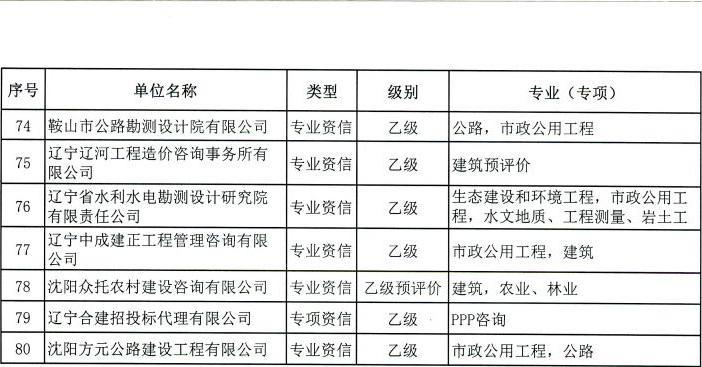 序号 单位名称 类型 级别 专业（专项）
74 鞍山市公路勘测设计院有限公司 专业资信 乙级 公路，市政公用工程
75 辽宁辽河工程造价咨询事务所有限公司 专业资信 乙级 建筑预评价
76 辽宁省水利水电勘测设计研究院有限责任公司 专业资信 乙级 生态建设和环境工程，市政公用工程，水文地质、工程测量、岩土工
77 辽宁中成建正工程管理咨询有限公司 专业资信 乙级 市政公用工程，建筑
78 沈阳众托农村建设咨询有限公司 专业资信 乙级预评价 建筑，农业、林业
79 辽宁合建招投标代理有限公司 专项资信 乙级 PPP咨询
80 沈阳方元公路建设工程有限公司 专业资信 乙级 市政公用工程，公路